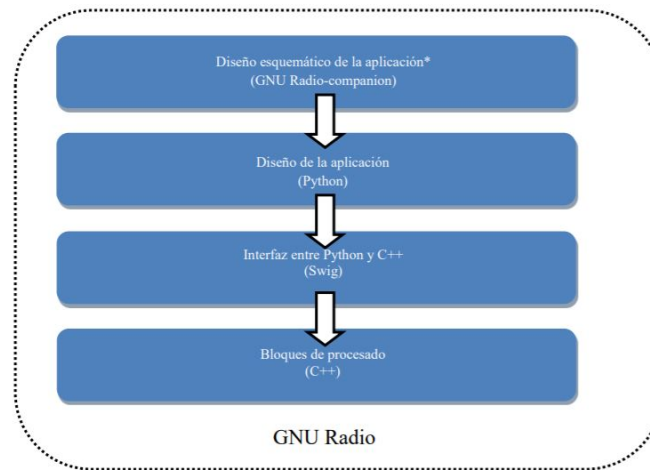 Diseño esquemático de la aplicación*
(GNU Radio-companion)
Diseño de la aplicación
(Python)
Interfaz entre Python y C++
(Swig)
Bloques de procesado
(C++)
GNU Radio